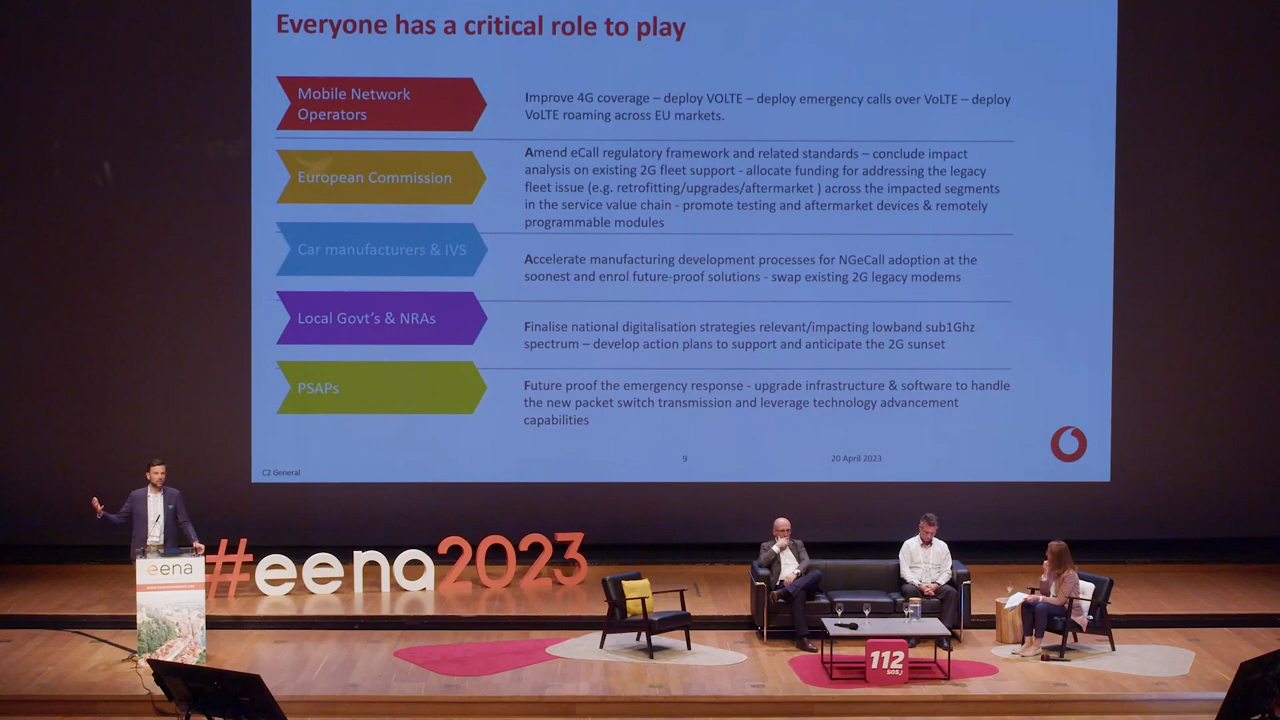 Everyone has a critical role to play
Mobile Network
Operators
Improve 4G coverage – deploy VOLTE – deploy emergency calls over VoLTE – deploy
VoLTE roaming across EU markets.
European Commission
Amend eCall regulatory framework and related standards – conclude impact
analysis on existing 2G fleet support - allocate funding for addressing the legacy
fleet issue (e.g. retrofitting/upgrades/aftermarket ) across the impacted segments
in the service value chain - promote testing and aftermarket devices & remotely
programmable modules
Car manufacturers & IVS
Accelerate manufacturing development processes for NGeCall adoption at the
soonest and enrol future-proof solutions - swap existing 2G legacy modems
Local Govt’s & NRAs
Finalise national digitalisation strategies relevant/impacting lowband sub1Ghz
spectrum – develop action plans to support and anticipate the 2G sunset
PSAPs
Future proof the emergency response - upgrade infrastructure & software to handle
the new packet switch transmission and leverage technology advancement
capabilities
C2 General
9
20 April 2023
eena
#eena2023
112
SOS